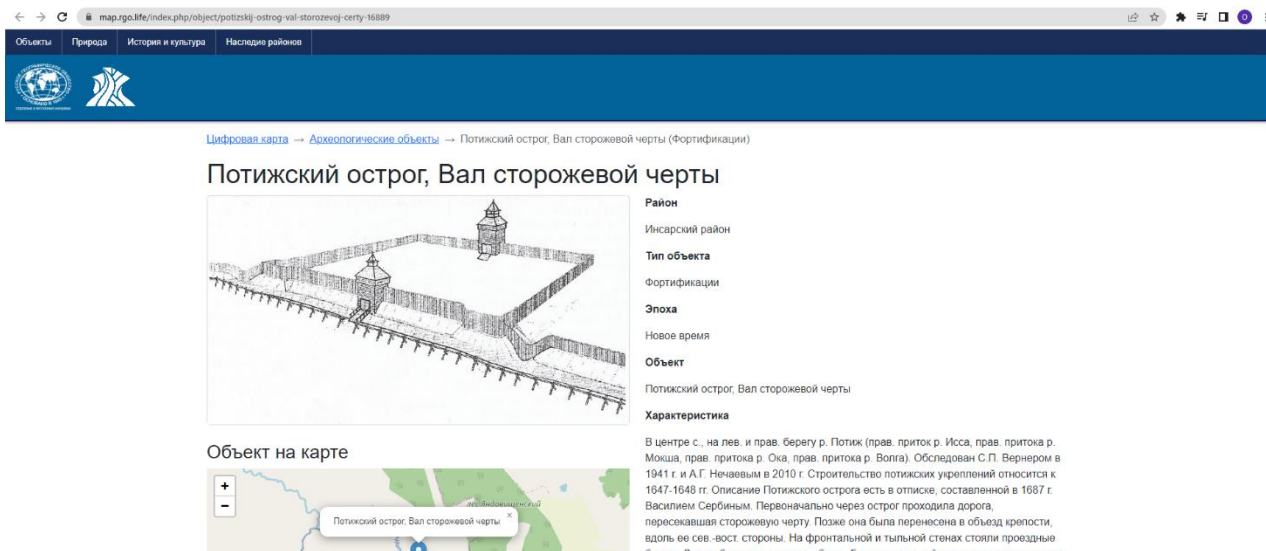 map.rgo.life/index.php/object/potizskij-ostrog-val-storozevoj-certy-16889
Объекты Природа История и культура Наследие районов
Цифровая карта → Археологические объекты → Потижский острог, Вал сторожевой черты (Фортификации)
Потижский острог, Вал сторожевой черты
Район
Инсарский район
Тип объекта
Фортификации
Эпоха
Новое время
Объект
Потижский острог, Вал сторожевой черты
Характеристика
В центре с., на лев. и прав. берегу р. Потиж (прав. приток р. Исса, прав. притока р.
Мокша, прав. притока р. Ока, прав. притока р. Волга). Обследован С.П. Вернером в
1941 г. и А.Г. Нечаевым в 2010 г. Строительство потижских укреплений относится к
1647-1648 гг. Описание Потижского острога есть в отписке, составленной в 1687 г.
Василием Сербиным. Первоначально через острог проходила дорога,
пересекавшая сторожевую черту. Позже она была перенесена в объезд крепости,
вдоль ее сев.-вост. стороны. На фронтальной и тыльной стенах стояли проездные
Объект на карте
+
−
Потижский острог, Вал сторожевой черты
×